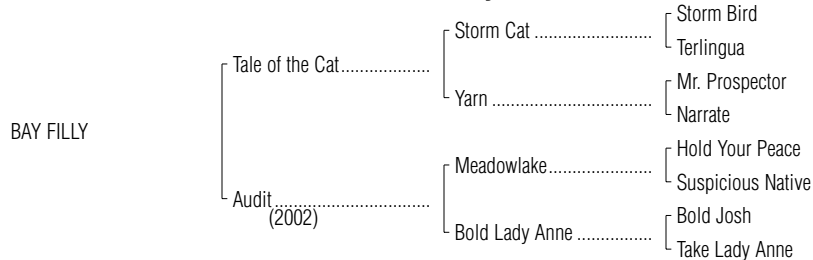 Storm Bird
Storm Cat ..........................
Terlingua
Tale of the Cat....................
Mr. Prospector
Yarn ...................................
Narrate
BAY FILLY
Hold Your Peace
Meadowlake.......................
Suspicious Native
Audit...................................
(2002)
Bold Josh
Bold Lady Anne .................
Take Lady Anne